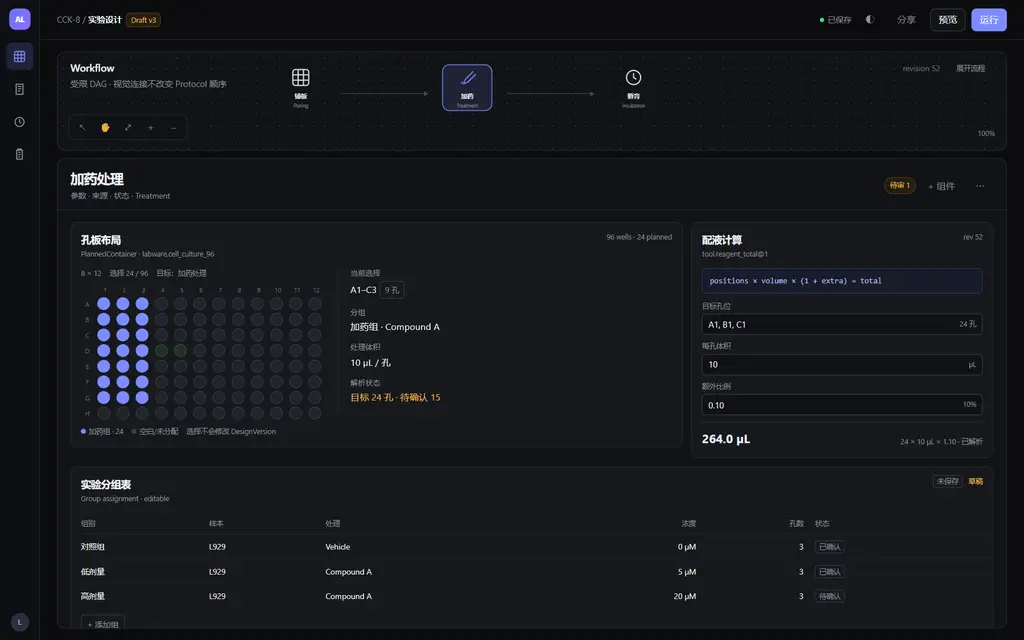 AL
CCK-8 / 实验设计 Draft v3
已保存
分享
预览
运行
Workflow
受限 DAG · 视觉连接不改变 Protocol 顺序
revision 52
展开流程
铺板
Plating
加药
Treatment
孵育
Incubation
100%
加药处理
参数 · 来源 · 状态 · Treatment
待审 1
+ 组件
孔板布局
PlannedContainer · labware.cell_culture_96
96 wells · 24 planned
8 × 12 选择 24 / 96 目标：加药处理
1 2 3 4 5 6 7 8 9 10 11 12
A
B
C
D
E
F
G
H
加药组 · 24 空白/未分配 选择不会修改 DesignVersion
当前选择
A1–C3 9 孔
分组
加药组 · Compound A
处理体积
10 μL / 孔
解析状态
目标 24 孔 · 待确认 15
配液计算
rev 52
tool.reagent_total@1
positions × volume × (1 + extra) = total
目标孔位
A1, B1, C1 24 孔
每孔体积
10 μL
额外比例
0.10 10%
264.0 μL
24 × 10 μL × 1.10 · 已解析
实验分组表
Group assignment · editable
未保存 草稿
组别 样本 处理 浓度 孔数 状态
对照组 L929 Vehicle 0 μM 3 已确认
低剂量 L929 Compound A 5 μM 3 已确认
高剂量 L929 Compound A 20 μM 3 待确认
+ 添加组
L